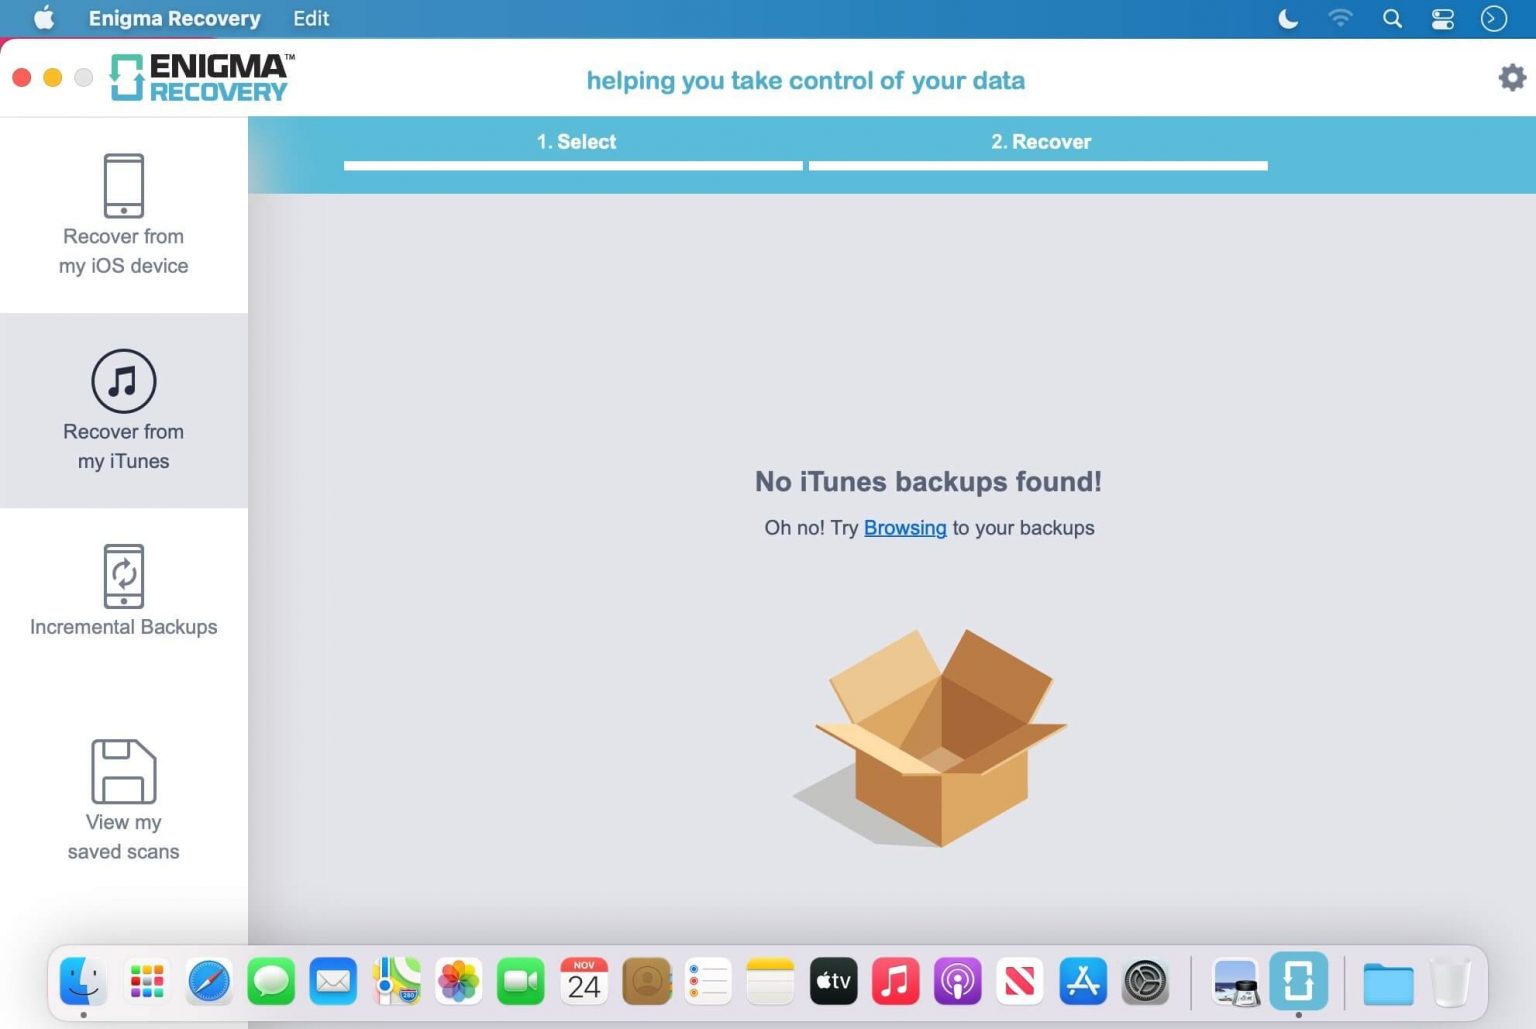 Enigma Recovery Edit
ENIGMA™
RECOVERY
helping you take control of your data
1. Select
2. Recover
Recover from
my iOS device
Recover from
my iTunes
No iTunes backups found!
Oh no! Try Browsing to your backups
Incremental Backups
View my
saved scans
280
NOV
24
tv